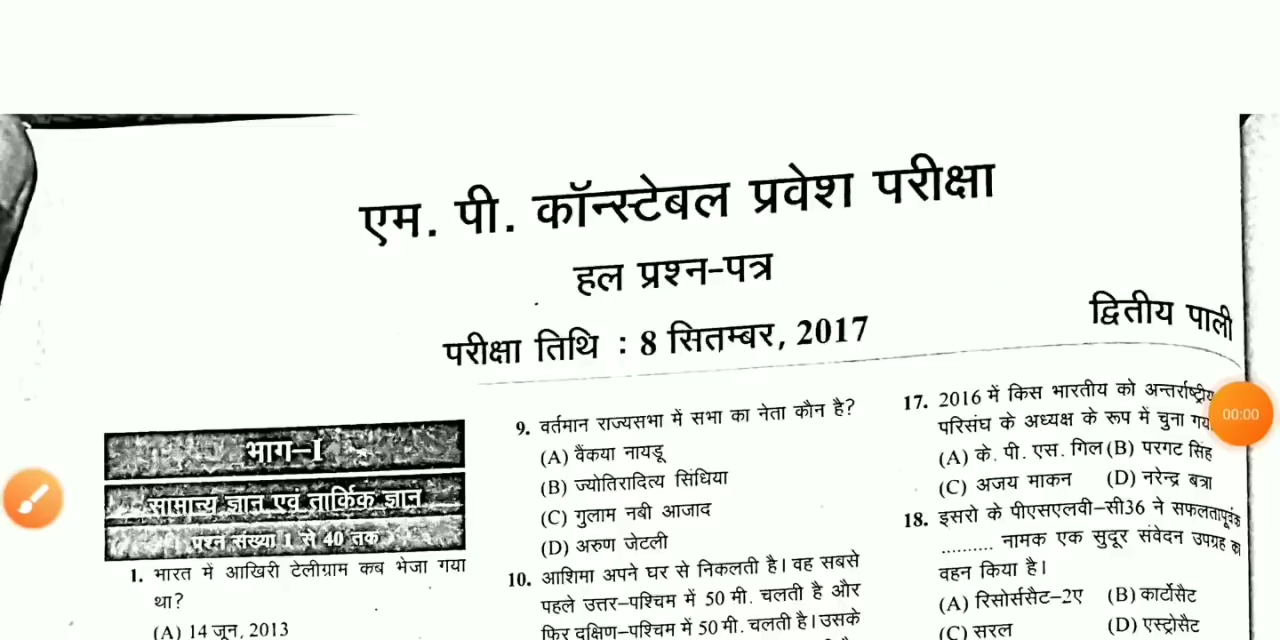 एम. पी. कॉन्स्टेबल प्रवेश परीक्षा
हल प्रश्न-पत्र
परीक्षा तिथि : 8 सितम्बर, 2017
द्वितीय पाली
भाग-I
सामान्य ज्ञान एवं तार्किक ज्ञान
प्रश्न संख्या 1 से 40 तक
1. भारत में आखिरी टेलीग्राम कब भेजा गया
था?
(A) 14 जून, 2013
9. वर्तमान राज्यसभा में सभा का नेता कौन है?
(A) वैंकया नायडू
(B) ज्योतिरादित्य सिंधिया
(C) गुलाम नबी आजाद
(D) अरुण जेटली
10. आशिमा अपने घर से निकलती है। वह सबसे
पहले उत्तर-पश्चिम में 50 मी. चलती है और
फिर दक्षिण-पश्चिम में 50 मी. चलती है। उसके
17. 2016 में किस भारतीय को अन्तर्राष्ट्रीय
परिसंघ के अध्यक्ष के रूप में चुना
(A) के. पी. एस. गिल (B) परगट सिंह
(C) अजय माकन (D) नरेन्द्र बत्रा
18. इसरो के पीएसएलवी-सी36 ने सफलतापूर्वक
.......... नामक एक सुदूर संवेदन उपग्रह का
वहन किया है।
(A) रिसोर्ससैट-2ए (B) कार्टोसैट
(C) सरल (D) एस्ट्रोसैट
00:00